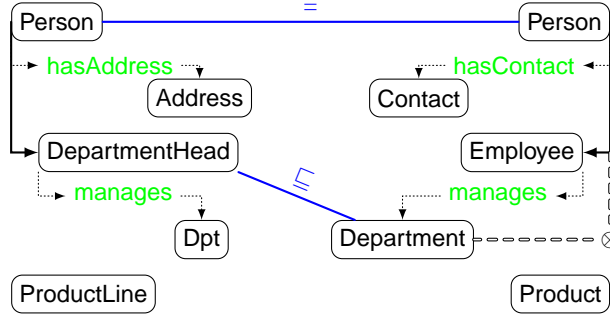 Person = Person
hasAddress hasContact
Address Contact
DepartmentHead Employee
⊑
manages manages
Dpt Department
ProductLine Product